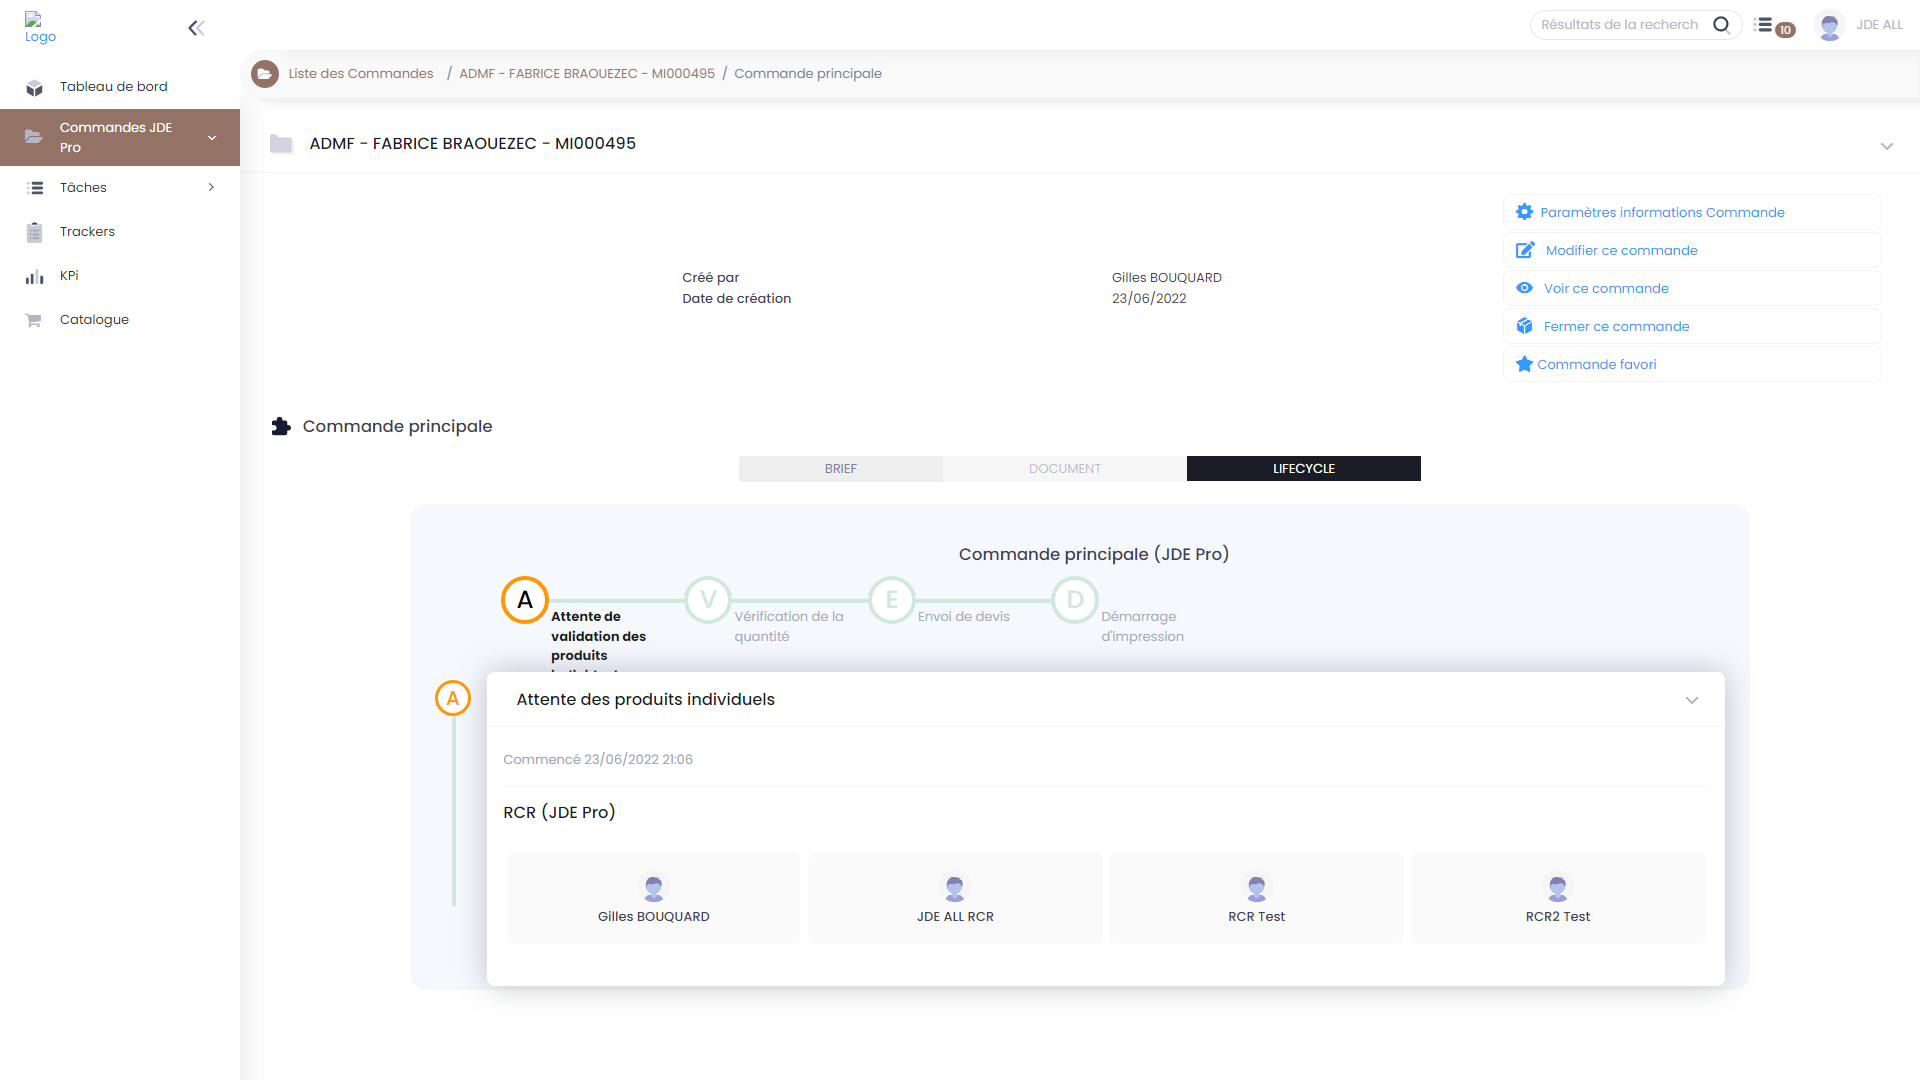 Logo
10
JDE ALL
Résultats de la recherch
Liste des Commandes / ADMF - FABRICE BRAOUEZEC - MI000495 / Commande principale
Tableau de bord
Commandes JDE
Pro
Tâches
Trackers
KPi
Catalogue
ADMF - FABRICE BRAOUEZEC - MI000495
Créé par Gilles BOUQUARD
Date de création 23/06/2022
Paramètres informations Commande
Modifier ce commande
Voir ce commande
Fermer ce commande
Commande favori
Commande principale
BRIEF DOCUMENT LIFECYCLE
Commande principale (JDE Pro)
A V E D
Attente de
validation des
produits
Vérification de la
quantité
Envoi de devis
Démarrage
d'impression
A
Attente des produits individuels
Commencé 23/06/2022 21:06
RCR (JDE Pro)
Gilles BOUQUARD
JDE ALL RCR
RCR Test
RCR2 Test